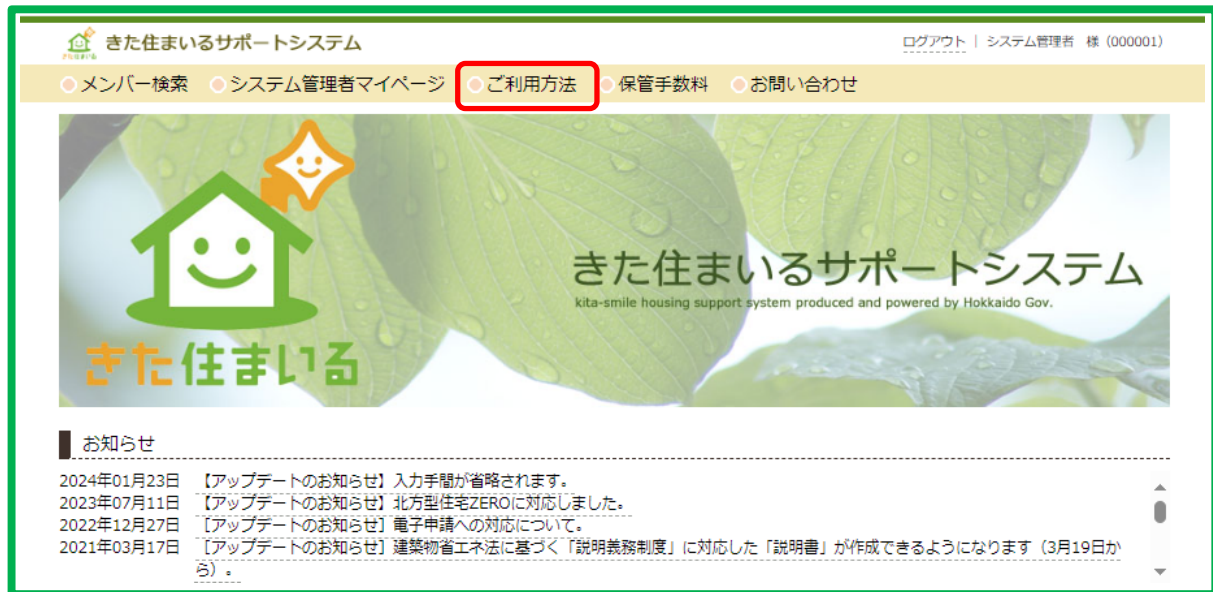 きた住まいるサポートシステム
ログアウト | システム管理者 様 (000001)
メンバー検索 システム管理者マイページ ご利用方法 保管手数料 お問い合わせ
きた住まいるサポートシステム
kita-smile housing support system produced and powered by Hokkaido Gov.
きた住まいる
お知らせ
2024年01月23日 【アップデートのお知らせ】入力手間が省略されます。
2023年07月11日 【アップデートのお知らせ】北方型住宅ZEROに対応しました。
2022年12月27日 [アップデートのお知らせ] 電子申請への対応について。
2021年03月17日 [アップデートのお知らせ] 建築物省エネ法に基づく「説明義務制度」に対応した「説明書」が作成できるようになります（3月19日か
ら）。